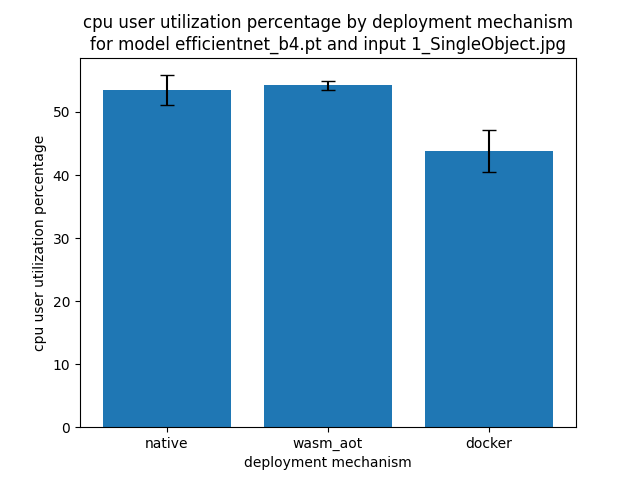 cpu user utilization percentage by deployment mechanism
for model efficientnet_b4.pt and input 1_SingleObject.jpg
cpu user utilization percentage
50
40
30
20
10
0
native
wasm_aot
docker
deployment mechanism